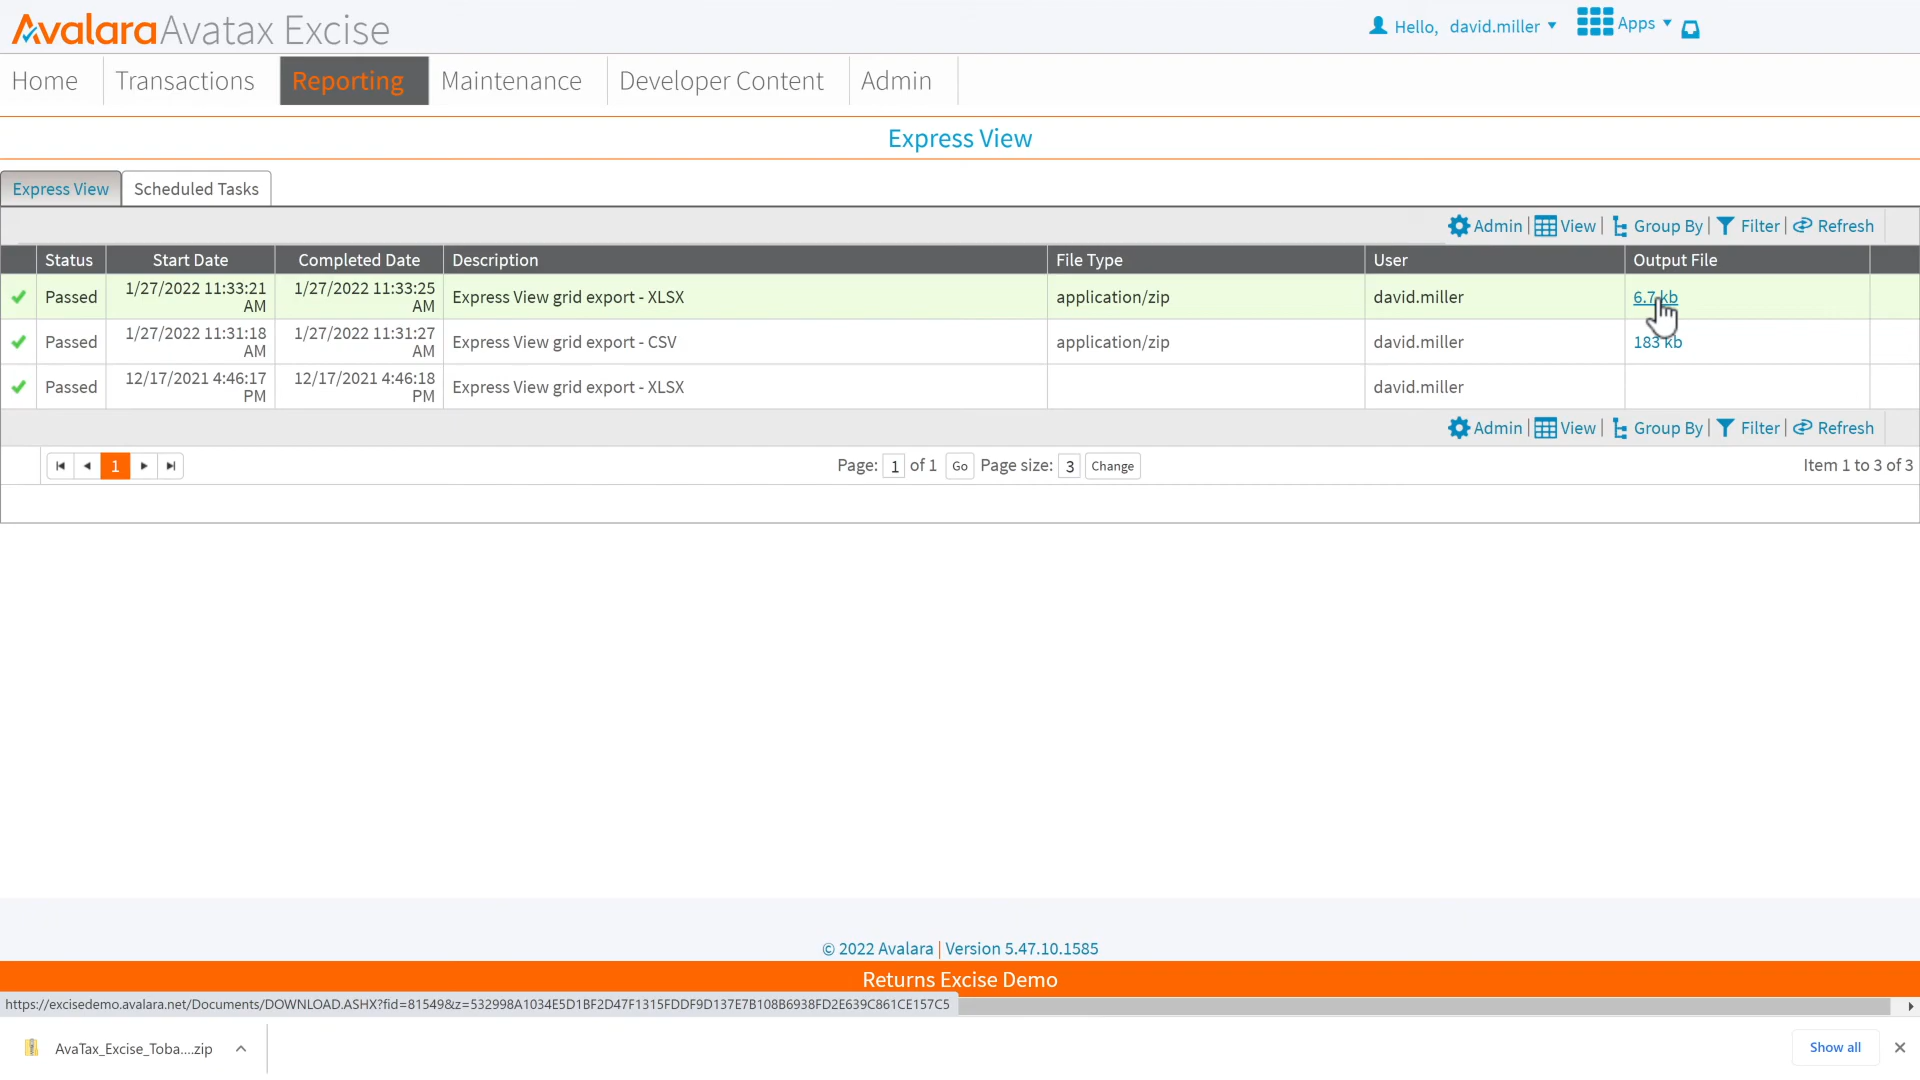 Avalara Avatax Excise
Hello, david.miller
Apps
Home Transactions Reporting Maintenance Developer Content Admin
Express View
Express View Scheduled Tasks
Admin | View | Group By | Filter | Refresh
Status Start Date Completed Date Description File Type User Output File
Passed 1/27/2022 11:33:21 AM 1/27/2022 11:33:25 AM Express View grid export - XLSX application/zip david.miller 6.7 kb
Passed 1/27/2022 11:31:18 AM 1/27/2022 11:31:27 AM Express View grid export - CSV application/zip david.miller 183 kb
Passed 12/17/2021 4:46:17 PM 12/17/2021 4:46:18 PM Express View grid export - XLSX david.miller
Admin | View | Group By | Filter | Refresh
1 Page: 1 of 1 Go Page size: 3 Change Item 1 to 3 of 3
© 2022 Avalara | Version 5.47.10.1585
Returns Excise Demo
https://excisedemo.avalara.net/Documents/DOWNLOAD.ASHX?fid=81549&z=532998A1034E5D1BF2D47F1315FDDF9D137E7B108B6938FD2E639C861CE157C5
AvaTax_Excise_Toba....zip Show all